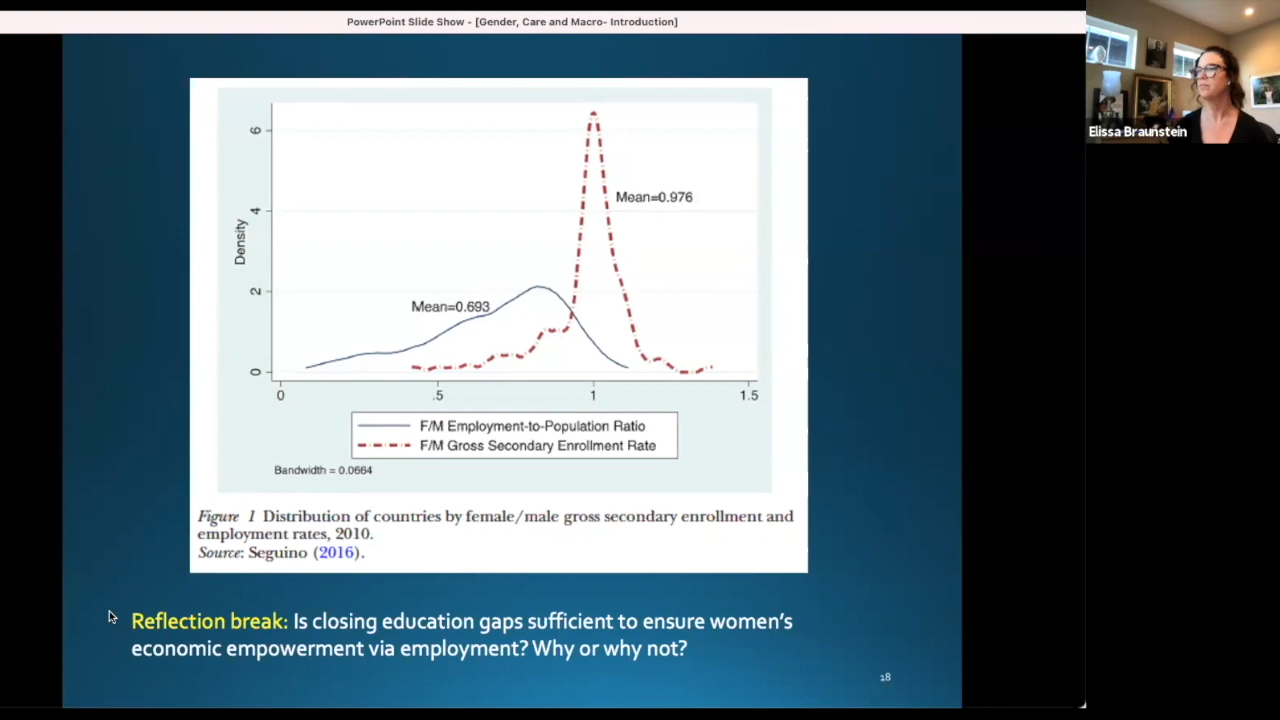 PowerPoint Slide Show - [Gender, Care and Macro- Introduction]
Elissa Braunstein
6
4
2
0
Density
Mean=0.976
Mean=0.693
0
.5
1
1.5
F/M Employment-to-Population Ratio
F/M Gross Secondary Enrollment Rate
Bandwidth = 0.0664
Figure 1 Distribution of countries by female/male gross secondary enrollment and
employment rates, 2010.
Source: Seguino (2016).
Reflection break: Is closing education gaps sufficient to ensure women’s
economic empowerment via employment? Why or why not?
18